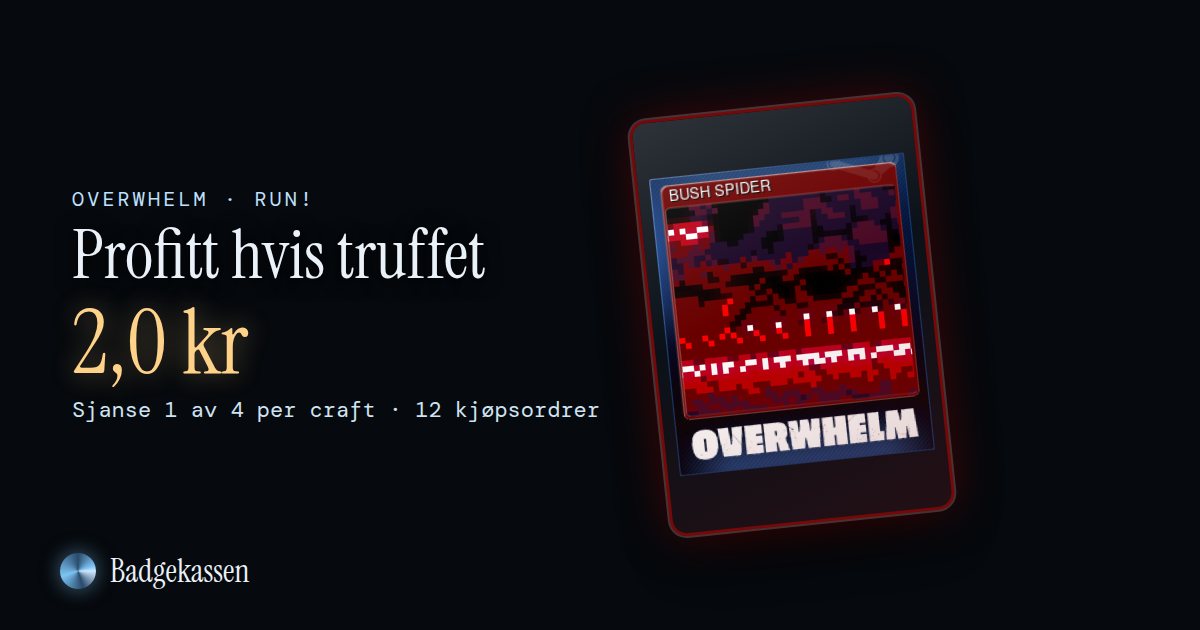 OVERWHELM · RUN!
Profitt hvis truffet
2,0 kr
Sjanse 1 av 4 per craft · 12 kjøpsordrer
Badgekassen
BUSH SPIDER
OVERWHELM